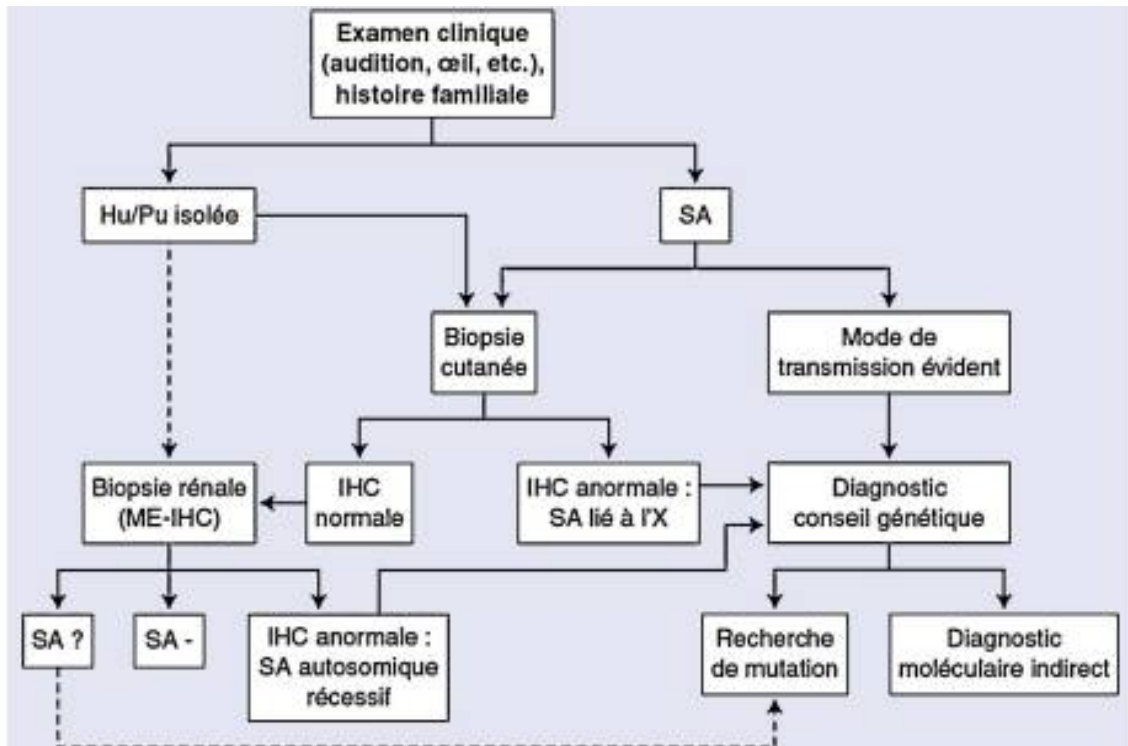 Examen clinique
(audition, œil, etc.),
histoire familiale
Hu/Pu isolée
SA
Biopsie
cutanée
Mode de
transmission évident
Biopsie rénale
(ME-IHC)
IHC
normale
IHC anormale :
SA lié à l'X
Diagnostic
conseil génétique
SA ?
SA -
IHC anormale :
SA autosomique
récessif
Recherche
de mutation
Diagnostic
moléculaire indirect